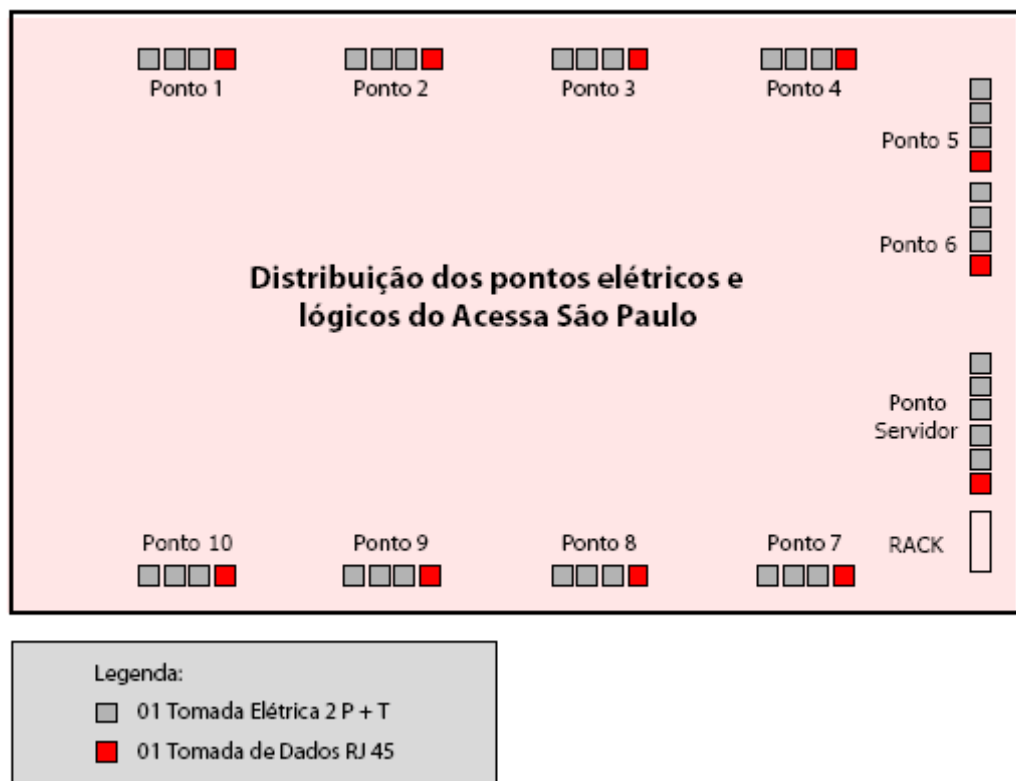 Ponto 1
Ponto 2
Ponto 3
Ponto 4
Ponto 5
Ponto 6
Distribuição dos pontos elétricos e
lógicos do Acessa São Paulo
Ponto
Servidor
Ponto 10
Ponto 9
Ponto 8
Ponto 7
RACK
Legenda:
01 Tomada Elétrica 2 P + T
01 Tomada de Dados RJ 45